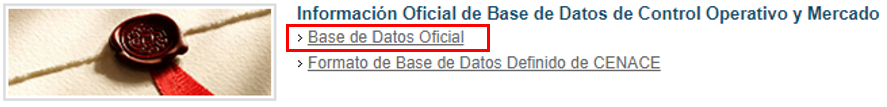 Información Oficial de Base de Datos de Control Operativo y Mercado
› Base de Datos Oficial
› Formato de Base de Datos Definido de CENACE